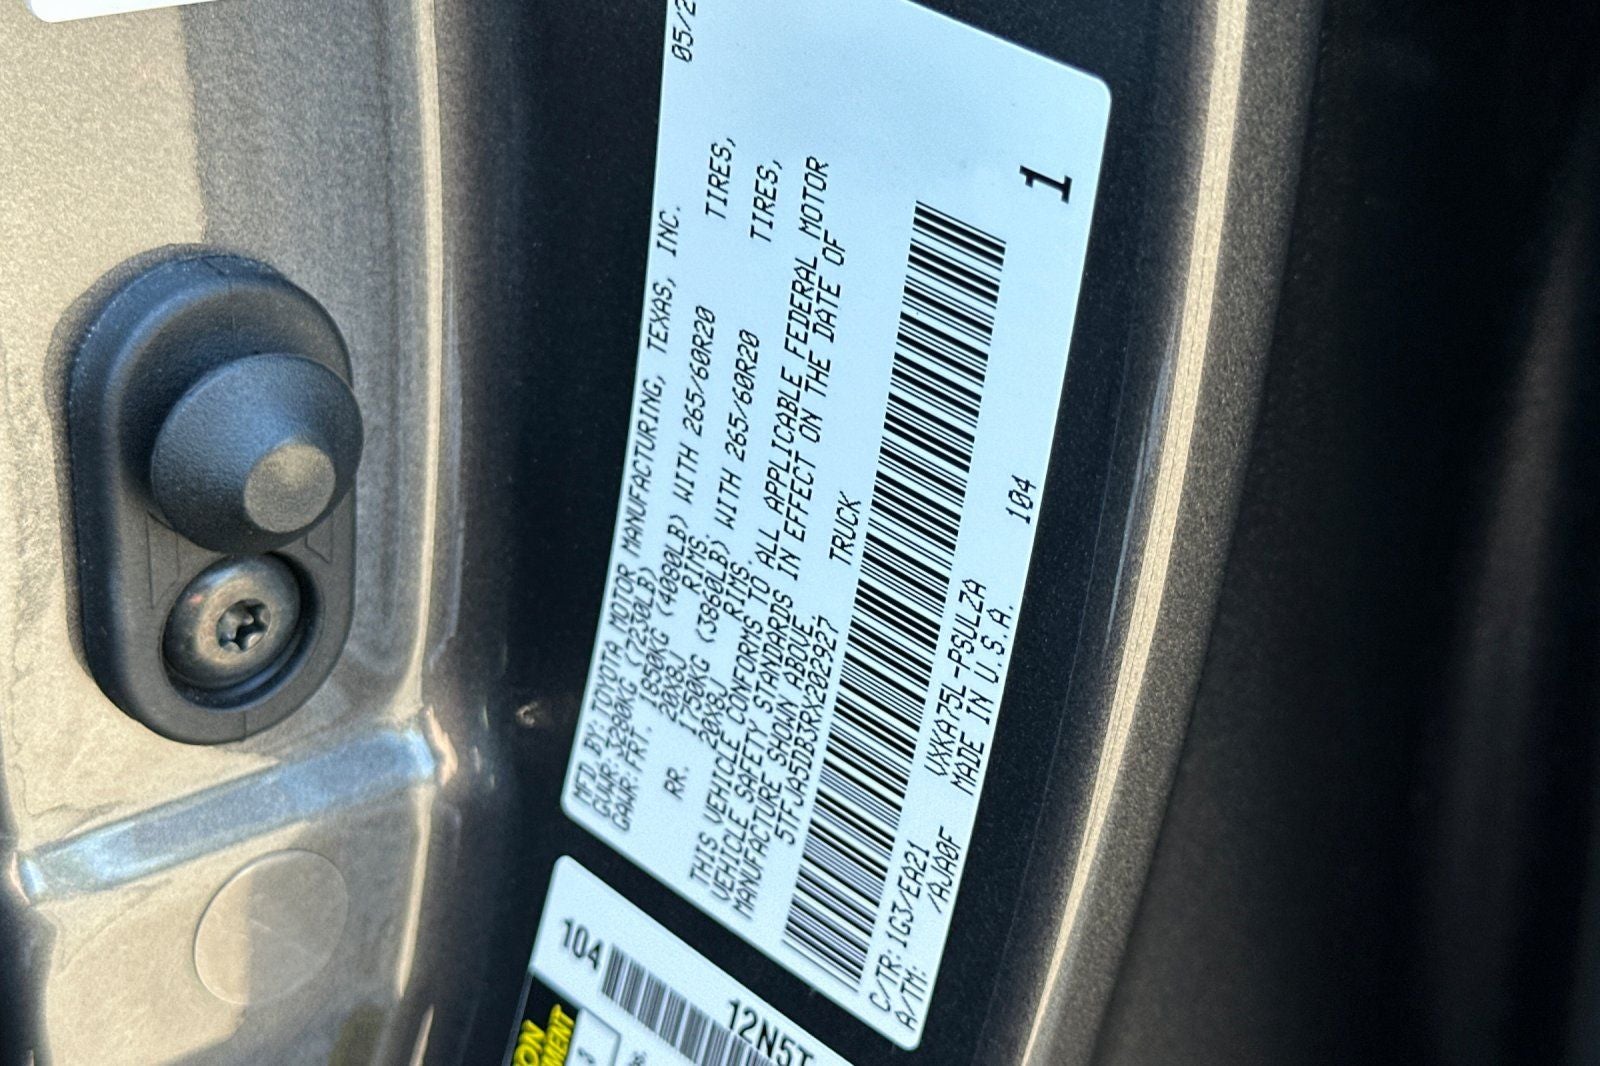 05/2
MFD. BY: TOYOTA MOTOR MANUFACTURING, TEXAS, INC.
GVWR:3280KG (7230LB)
GAWR:FRT. 1850KG (4080LB) WITH 265/60R20 TIRES,
20X8J RIMS.
RR. 1750KG (3860LB) WITH 265/60R20 TIRES,
20X8J RIMS.
THIS VEHICLE CONFORMS TO ALL APPLICABLE FEDERAL MOTOR
VEHICLE SAFETY STANDARDS IN EFFECT ON THE DATE OF
MANUFACTURE SHOWN ABOVE.
5TFJA5DB3RX202927 TRUCK
1
C/TR:1G3/EA21 VXKA75L-PSULZA 104
A/TM: /AJA0F MADE IN U.S.A.
104
12N5T
ON
MENT
3